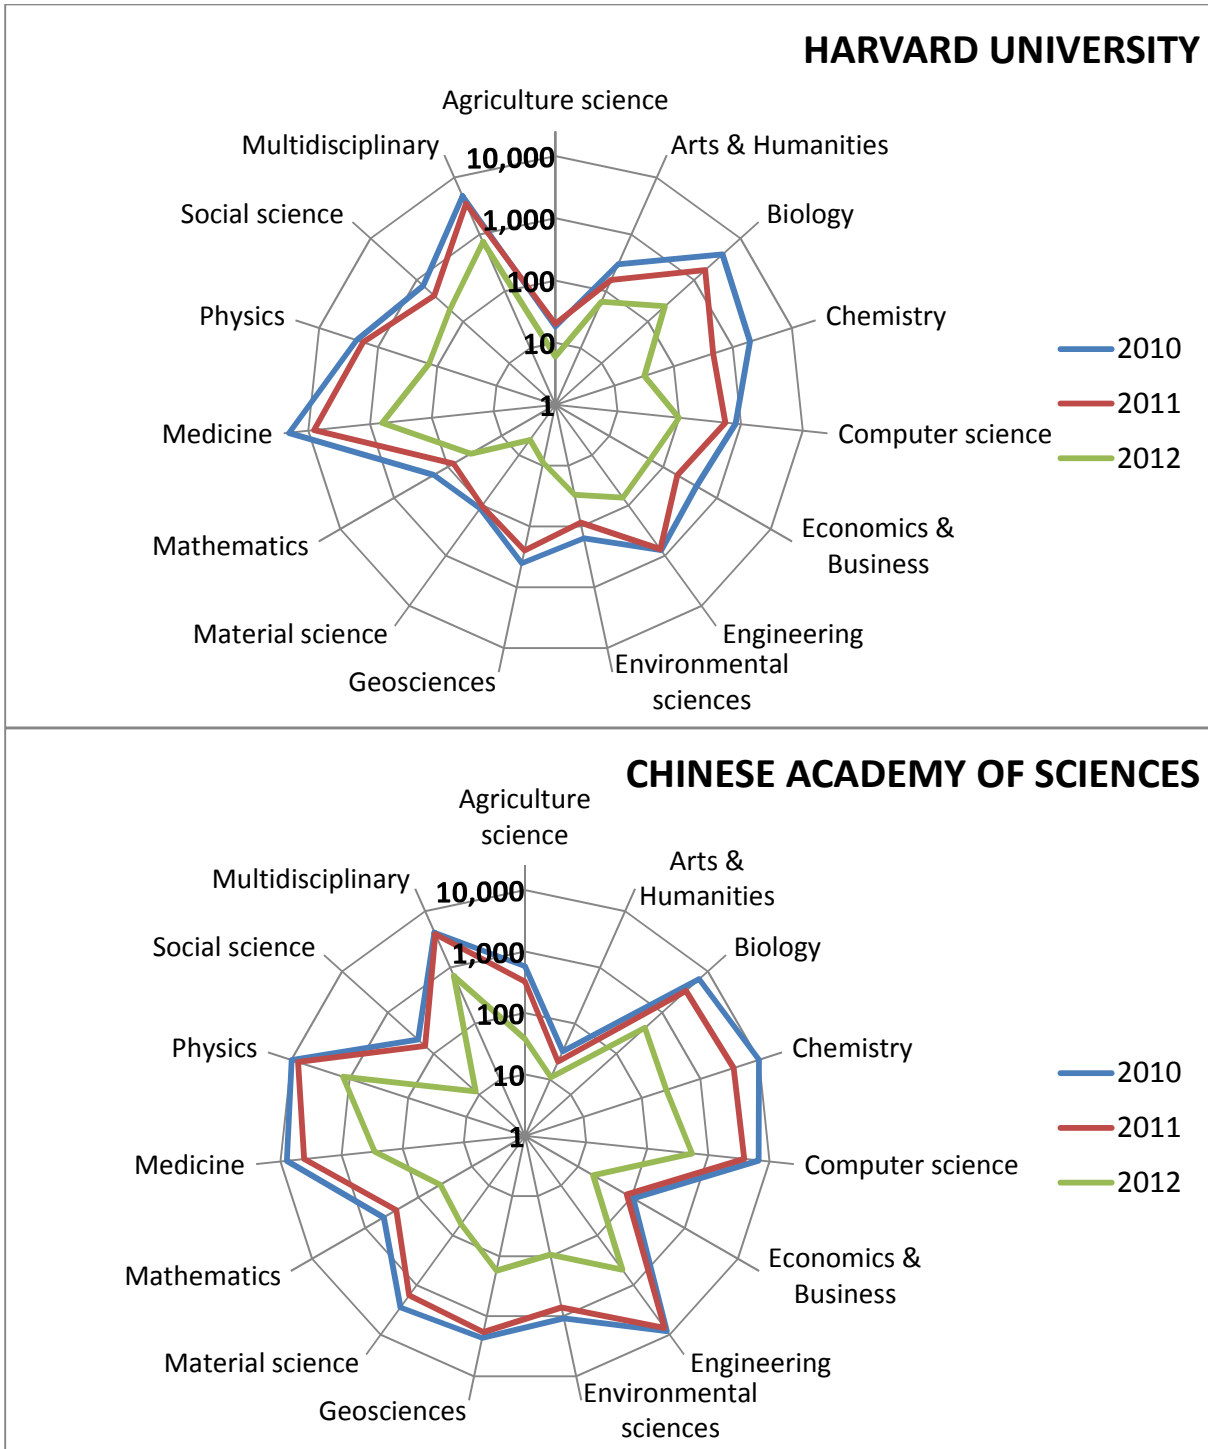 HARVARD UNIVERSITY
Agriculture science
Multidisciplinary
Arts & Humanities
10,000
Social science
1,000
Biology
100
Physics
Chemistry
10
2010
1
2011
Medicine
Computer science
2012
Mathematics
Economics &
Business
Material science
Engineering
Geosciences
Environmental
sciences
CHINESE ACADEMY OF SCIENCES
Agriculture
science
Multidisciplinary
Arts &
Humanities
10,000
Social science
1,000
Biology
100
Physics
Chemistry
10
2010
1
2011
Medicine
Computer science
2012
Mathematics
Economics &
Business
Material science
Engineering
Geosciences
Environmental
sciences